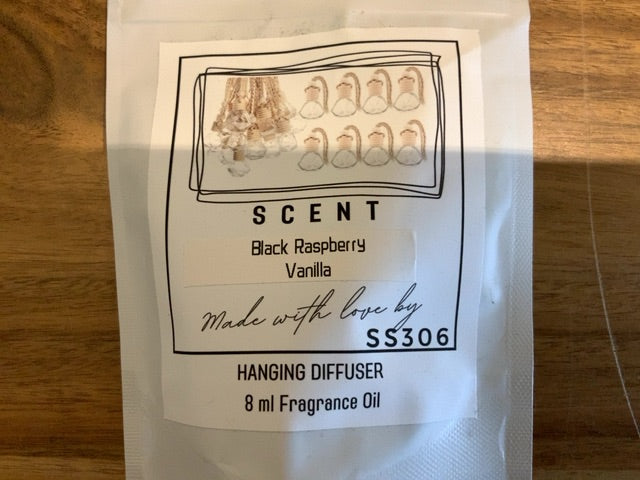 SCENT
Black Raspberry
Vanilla
Made with love by
SS306
HANGING DIFFUSER
8 ml Fragrance Oil